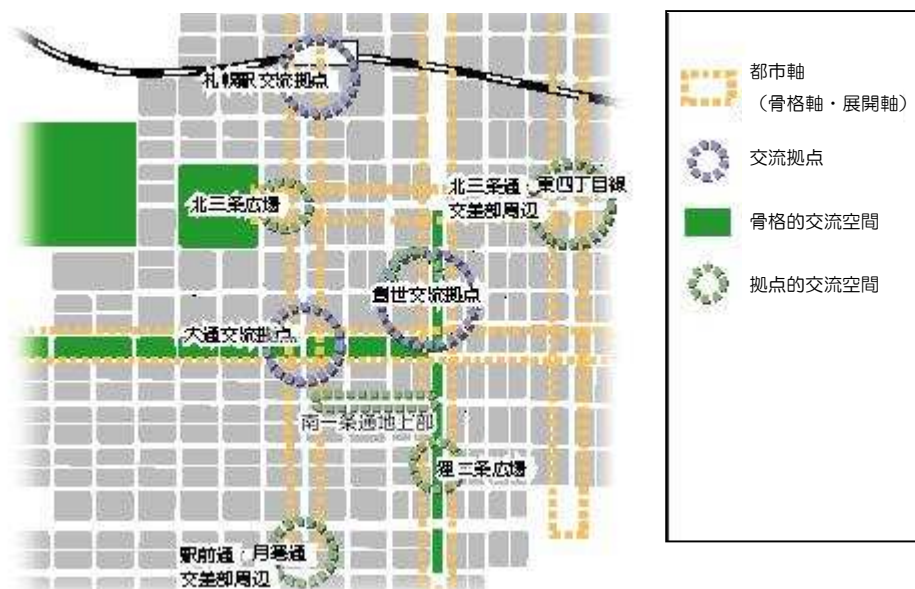 札幌駅交流拠点
北三条広場
北三条通：東四丁目線
交差部周辺
創世交流拠点
大通交流拠点
南一条通地上部
狸二条広場
駅前通：月寒通
交差部周辺
都市軸
（骨格軸・展開軸）
交流拠点
骨格的交流空間
拠点的交流空間